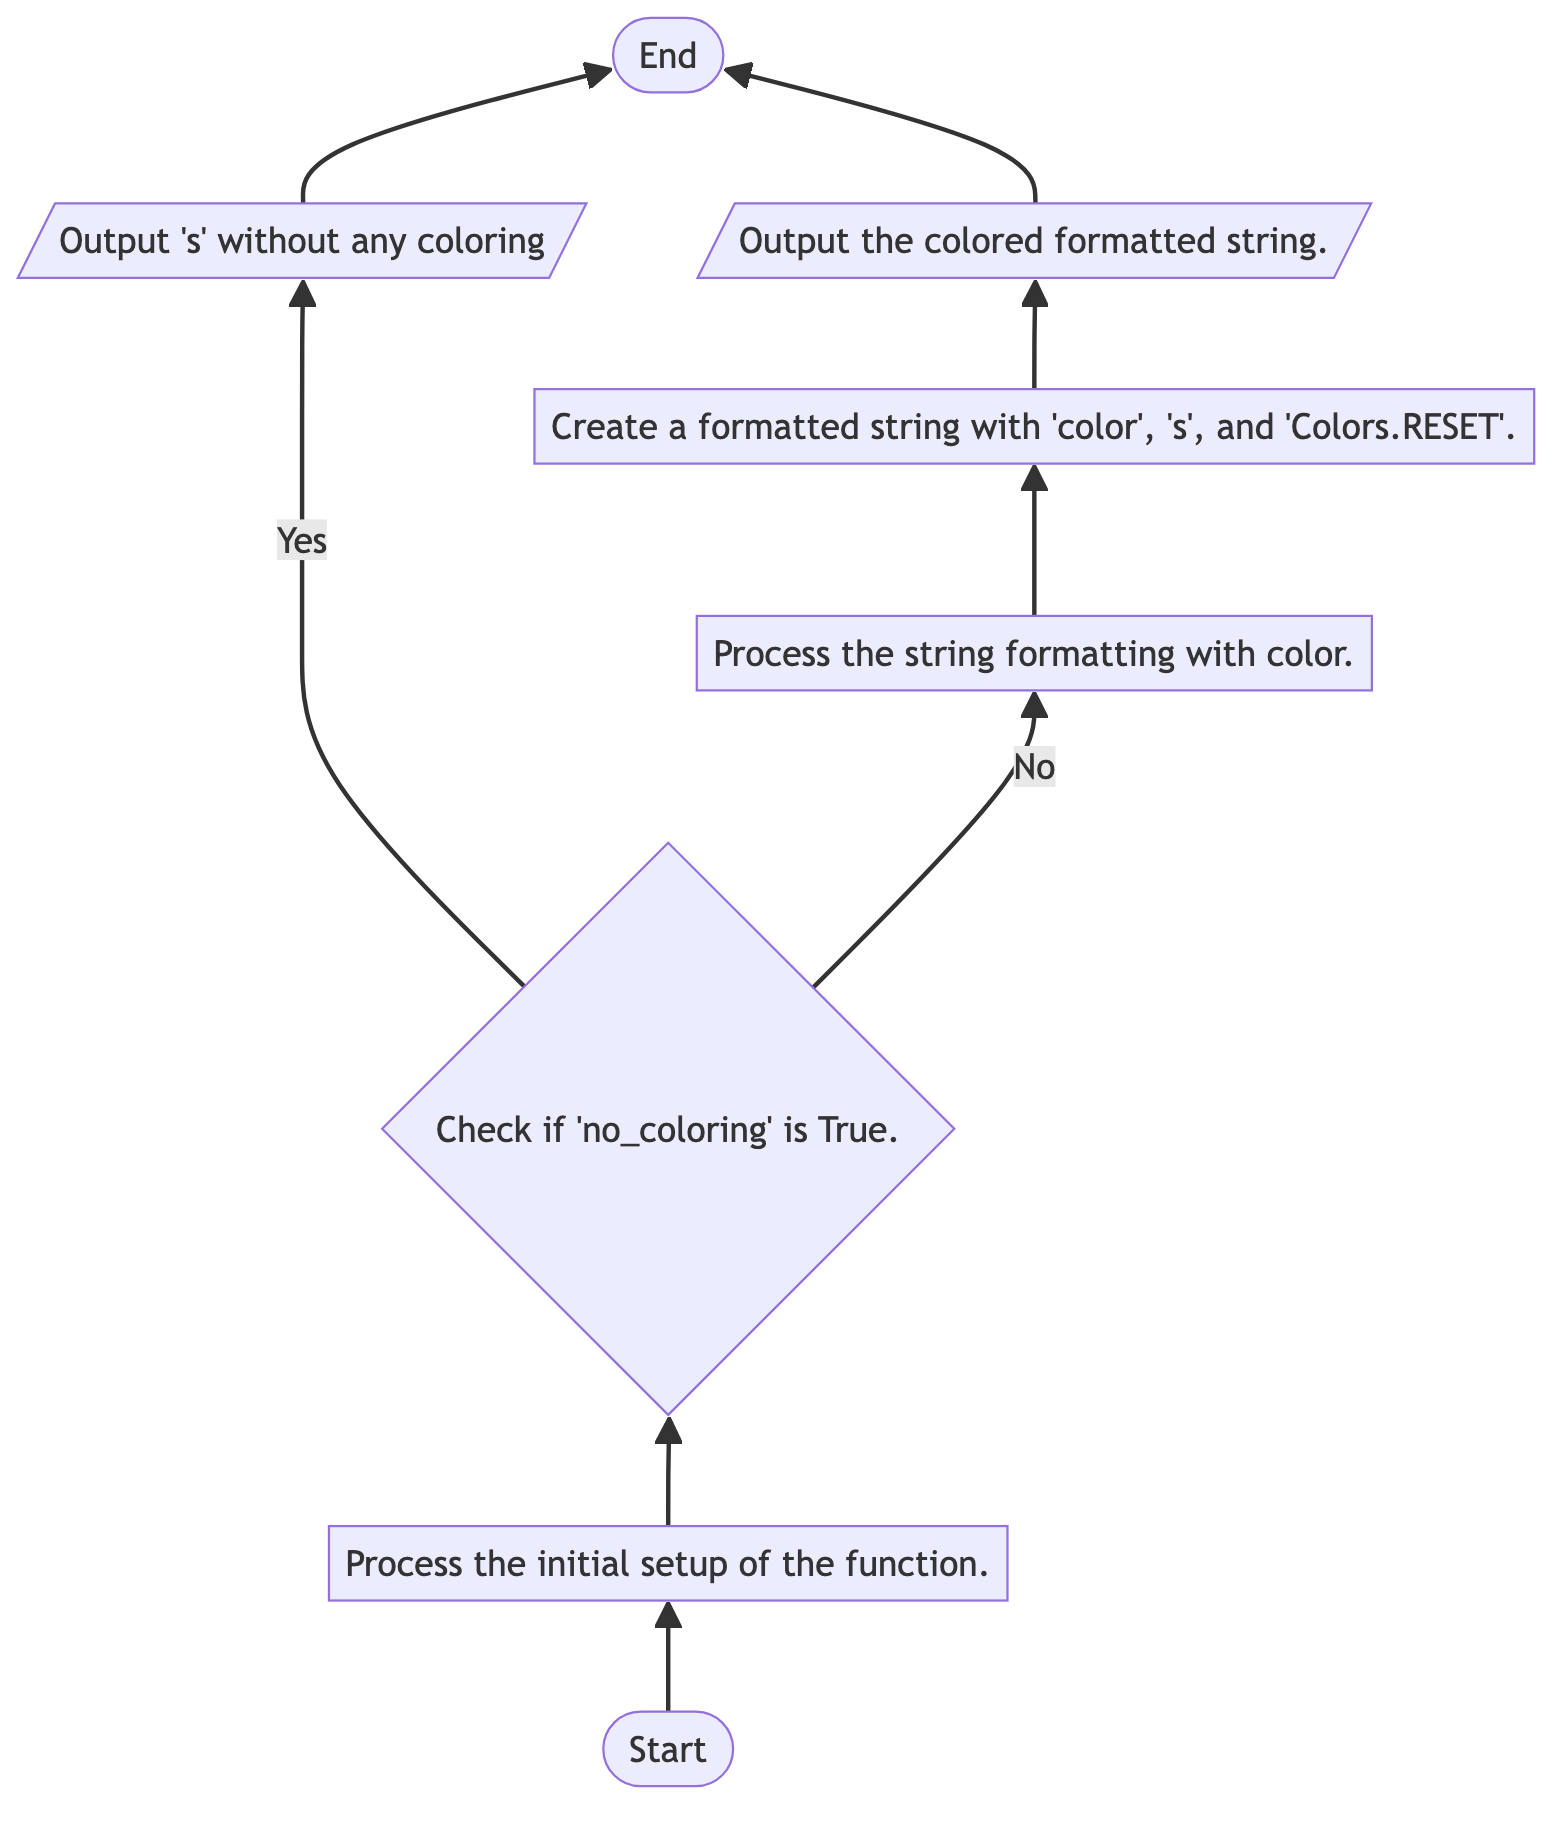 End
Output 's' without any coloring
Output the colored formatted string.
Create a formatted string with 'color', 's', and 'Colors.RESET'.
Yes
Process the string formatting with color.
No
Check if 'no_coloring' is True.
Process the initial setup of the function.
Start